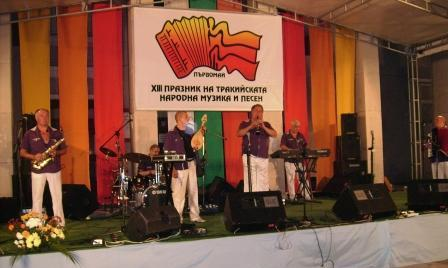 ПЪРВОМАЙ
XIII ПРАЗНИК НА ТРАКИЙСКАТА
НАРОДНА МУЗИКА И ПЕСЕН